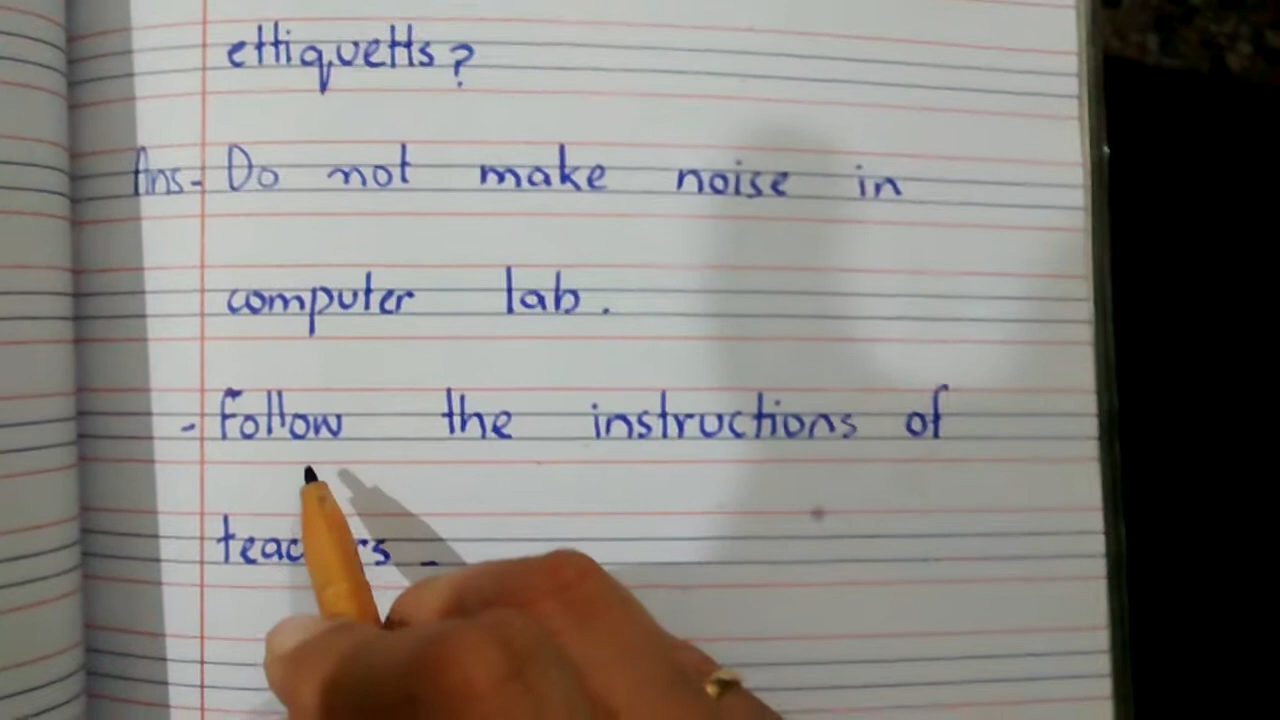 ettiquetts?
Ans- Do not make noise in
computer lab.
- Follow the instructions of